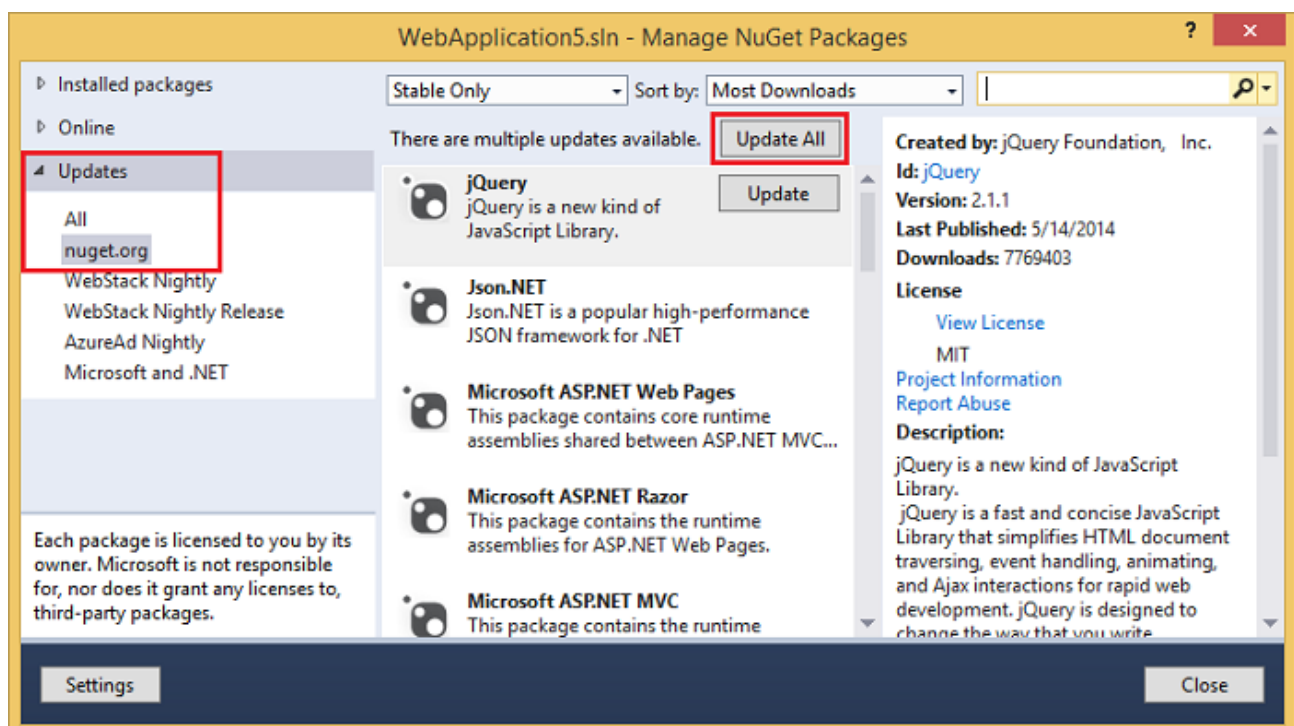 WebApplication5.sln - Manage NuGet Packages
?
×
Installed packages
Online
Updates
All
nuget.org
WebStack Nightly
WebStack Nightly Release
AzureAd Nightly
Microsoft and .NET
Each package is licensed to you by its
owner. Microsoft is not responsible
for, nor does it grant any licenses to,
third-party packages.
Stable Only
Sort by: Most Downloads
There are multiple updates available.
Update All
jQuery
jQuery is a new kind of
JavaScript Library.
Update
Json.NET
Json.NET is a popular high-performance
JSON framework for .NET
Microsoft ASP.NET Web Pages
This package contains core runtime
assemblies shared between ASP.NET MVC...
Microsoft ASP.NET Razor
This package contains the runtime
assemblies for ASP.NET Web Pages.
Microsoft ASP.NET MVC
This package contains the runtime
Created by: jQuery Foundation, Inc.
Id: jQuery
Version: 2.1.1
Last Published: 5/14/2014
Downloads: 7769403
License
View License
MIT
Project Information
Report Abuse
Description:
jQuery is a new kind of JavaScript
Library.
jQuery is a fast and concise JavaScript
Library that simplifies HTML document
traversing, event handling, animating,
and Ajax interactions for rapid web
development. jQuery is designed to
change the way that you write
Settings
Close